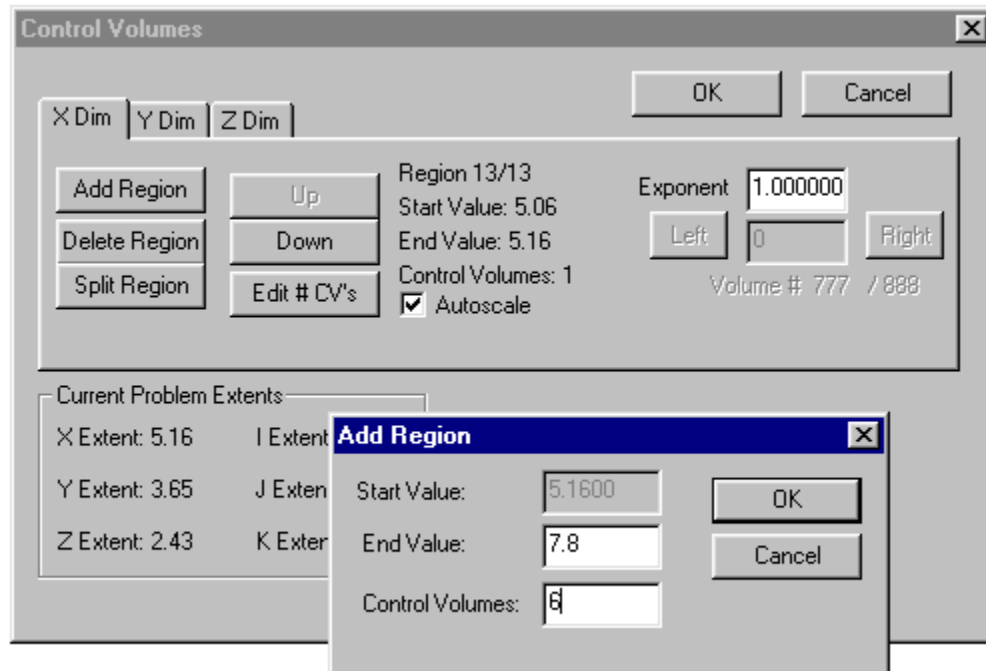 Control Volumes
OK
Cancel
X Dim
Y Dim
Z Dim
Add Region
Delete Region
Split Region
Up
Down
Edit # CV's
Region 13/13
Start Value: 5.06
End Value: 5.16
Control Volumes: 1
Autoscale
Exponent 1.000000
Left 0 Right
Volume # 777 / 888
Current Problem Extents
X Extent: 5.16 I Extent
Y Extent: 3.65 J Exten
Z Extent: 2.43 K Exter
Add Region
Start Value: 5.1600
End Value: 7.8
Control Volumes: 6
OK
Cancel